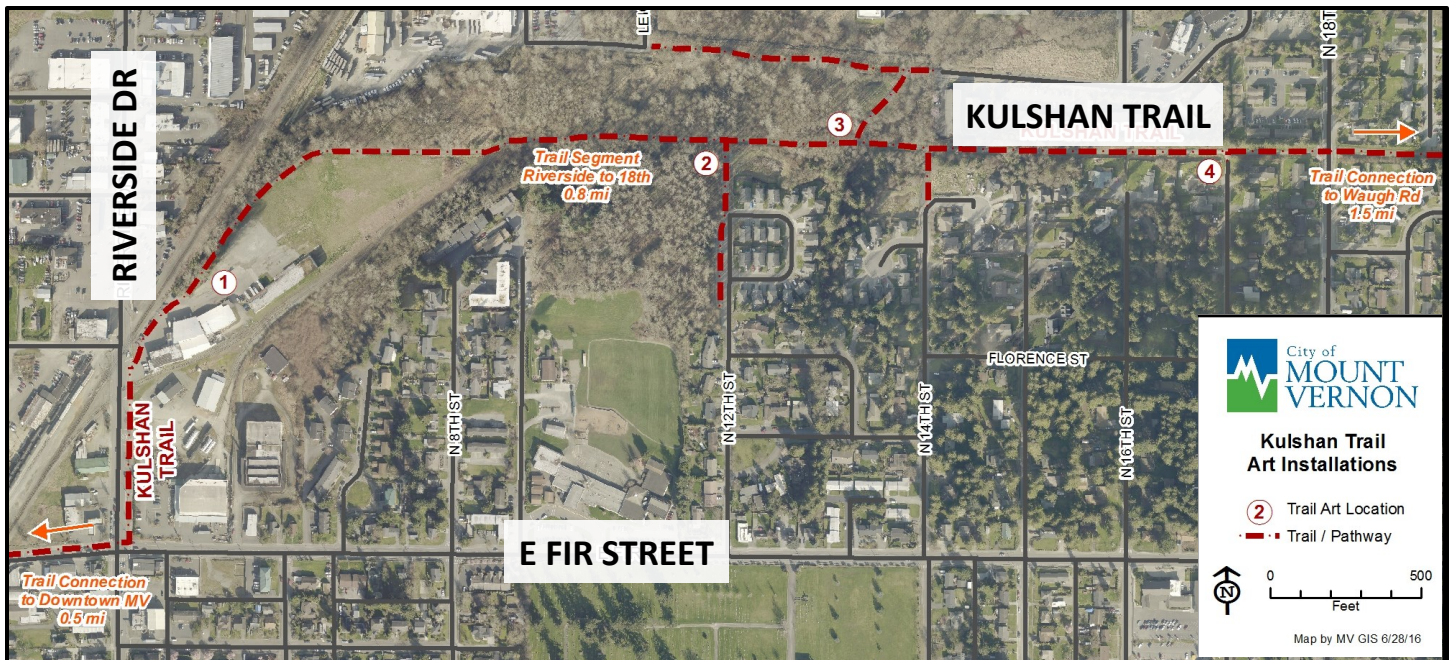 LEIG
N 18TH
RIVERSIDE DR
KULSHAN TRAIL
3
2
4
1
Trail Segment
Riverside to 18th
0.8 mi
Trail Connection
to Waugh Rd
1.5 mi
FLORENCE ST
KULSHAN
TRAIL
N 8TH ST
N 12TH ST
N 14TH ST
N 16TH ST
E FIR STREET
Trail Connection
to Downtown MV
0.5 mi
City of
MOUNT
VERNON
Kulshan Trail
Art Installations
2 Trail Art Location
Trail / Pathway
N
0 500
Feet
Map by MV GIS 6/28/16